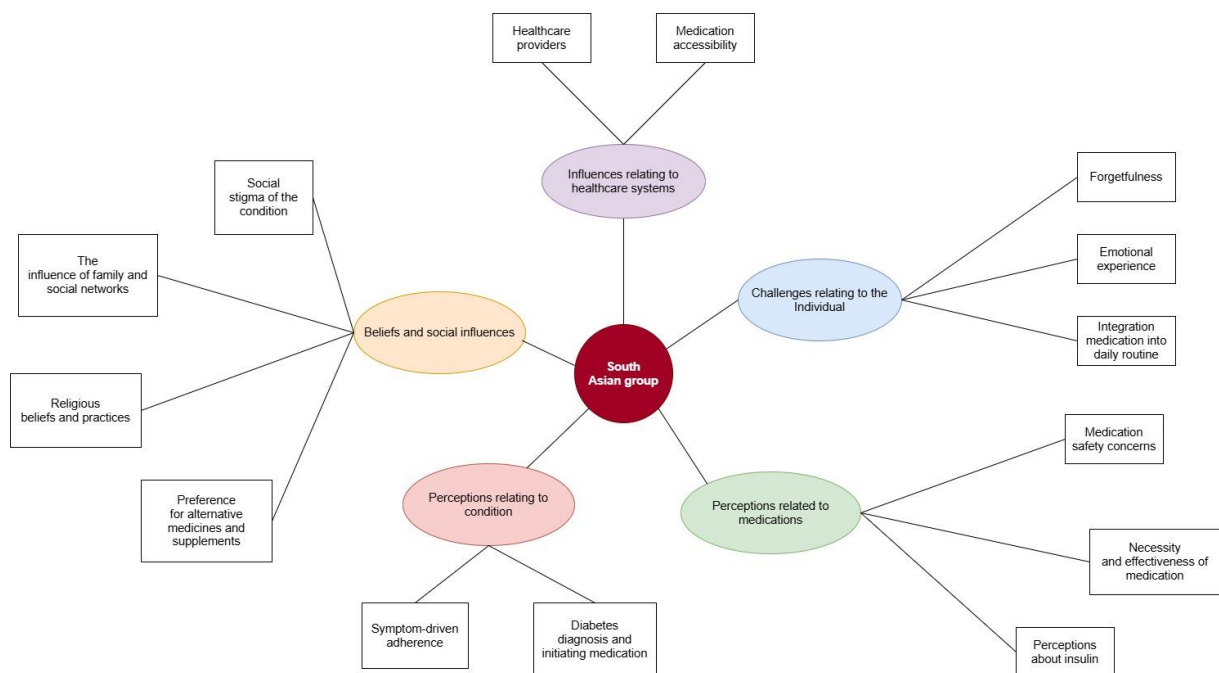 Healthcare
providers
Medication
accessibility
Influences relating to
healthcare systems
Social
stigma of the
condition
Forgetfulness
The
influence of family and
social networks
Emotional
experience
Challenges relating to the
Individual
Beliefs and social influences
Integration
medication into
daily routine
South
Asian group
Religious
beliefs and practices
Medication
safety concerns
Preference
for alternative
medicines and
supplements
Perceptions relating to
condition
Perceptions related to
medications
Necessity
and effectiveness of
medication
Symptom-driven
adherence
Diabetes
diagnosis and
initiating medication
Perceptions
about insulin